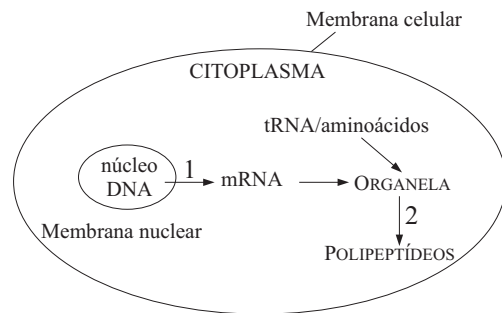 Membrana celular
CITOPLASMA
tRNA/aminoácidos
núcleo
DNA
1
mRNA
ORGANELA
2
Membrana nuclear
POLIPEPTÍDEOS